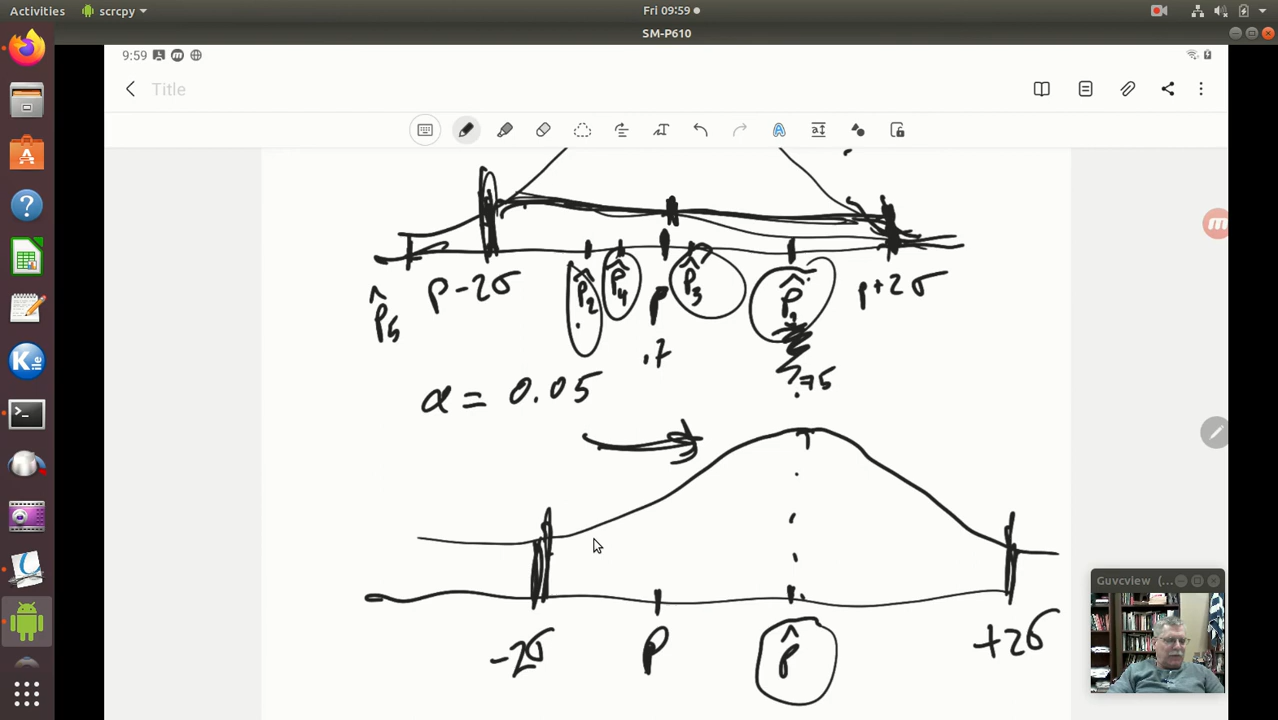 Activities scrcpy Fri 09:59
SM-P610
9:59
Title
p̂5 p-2σ p̂2 p̂4 p p̂3 p̂1 p+2σ
.7 .75
α = 0.05
-2σ p p̂ +2σ
Guvcview (...